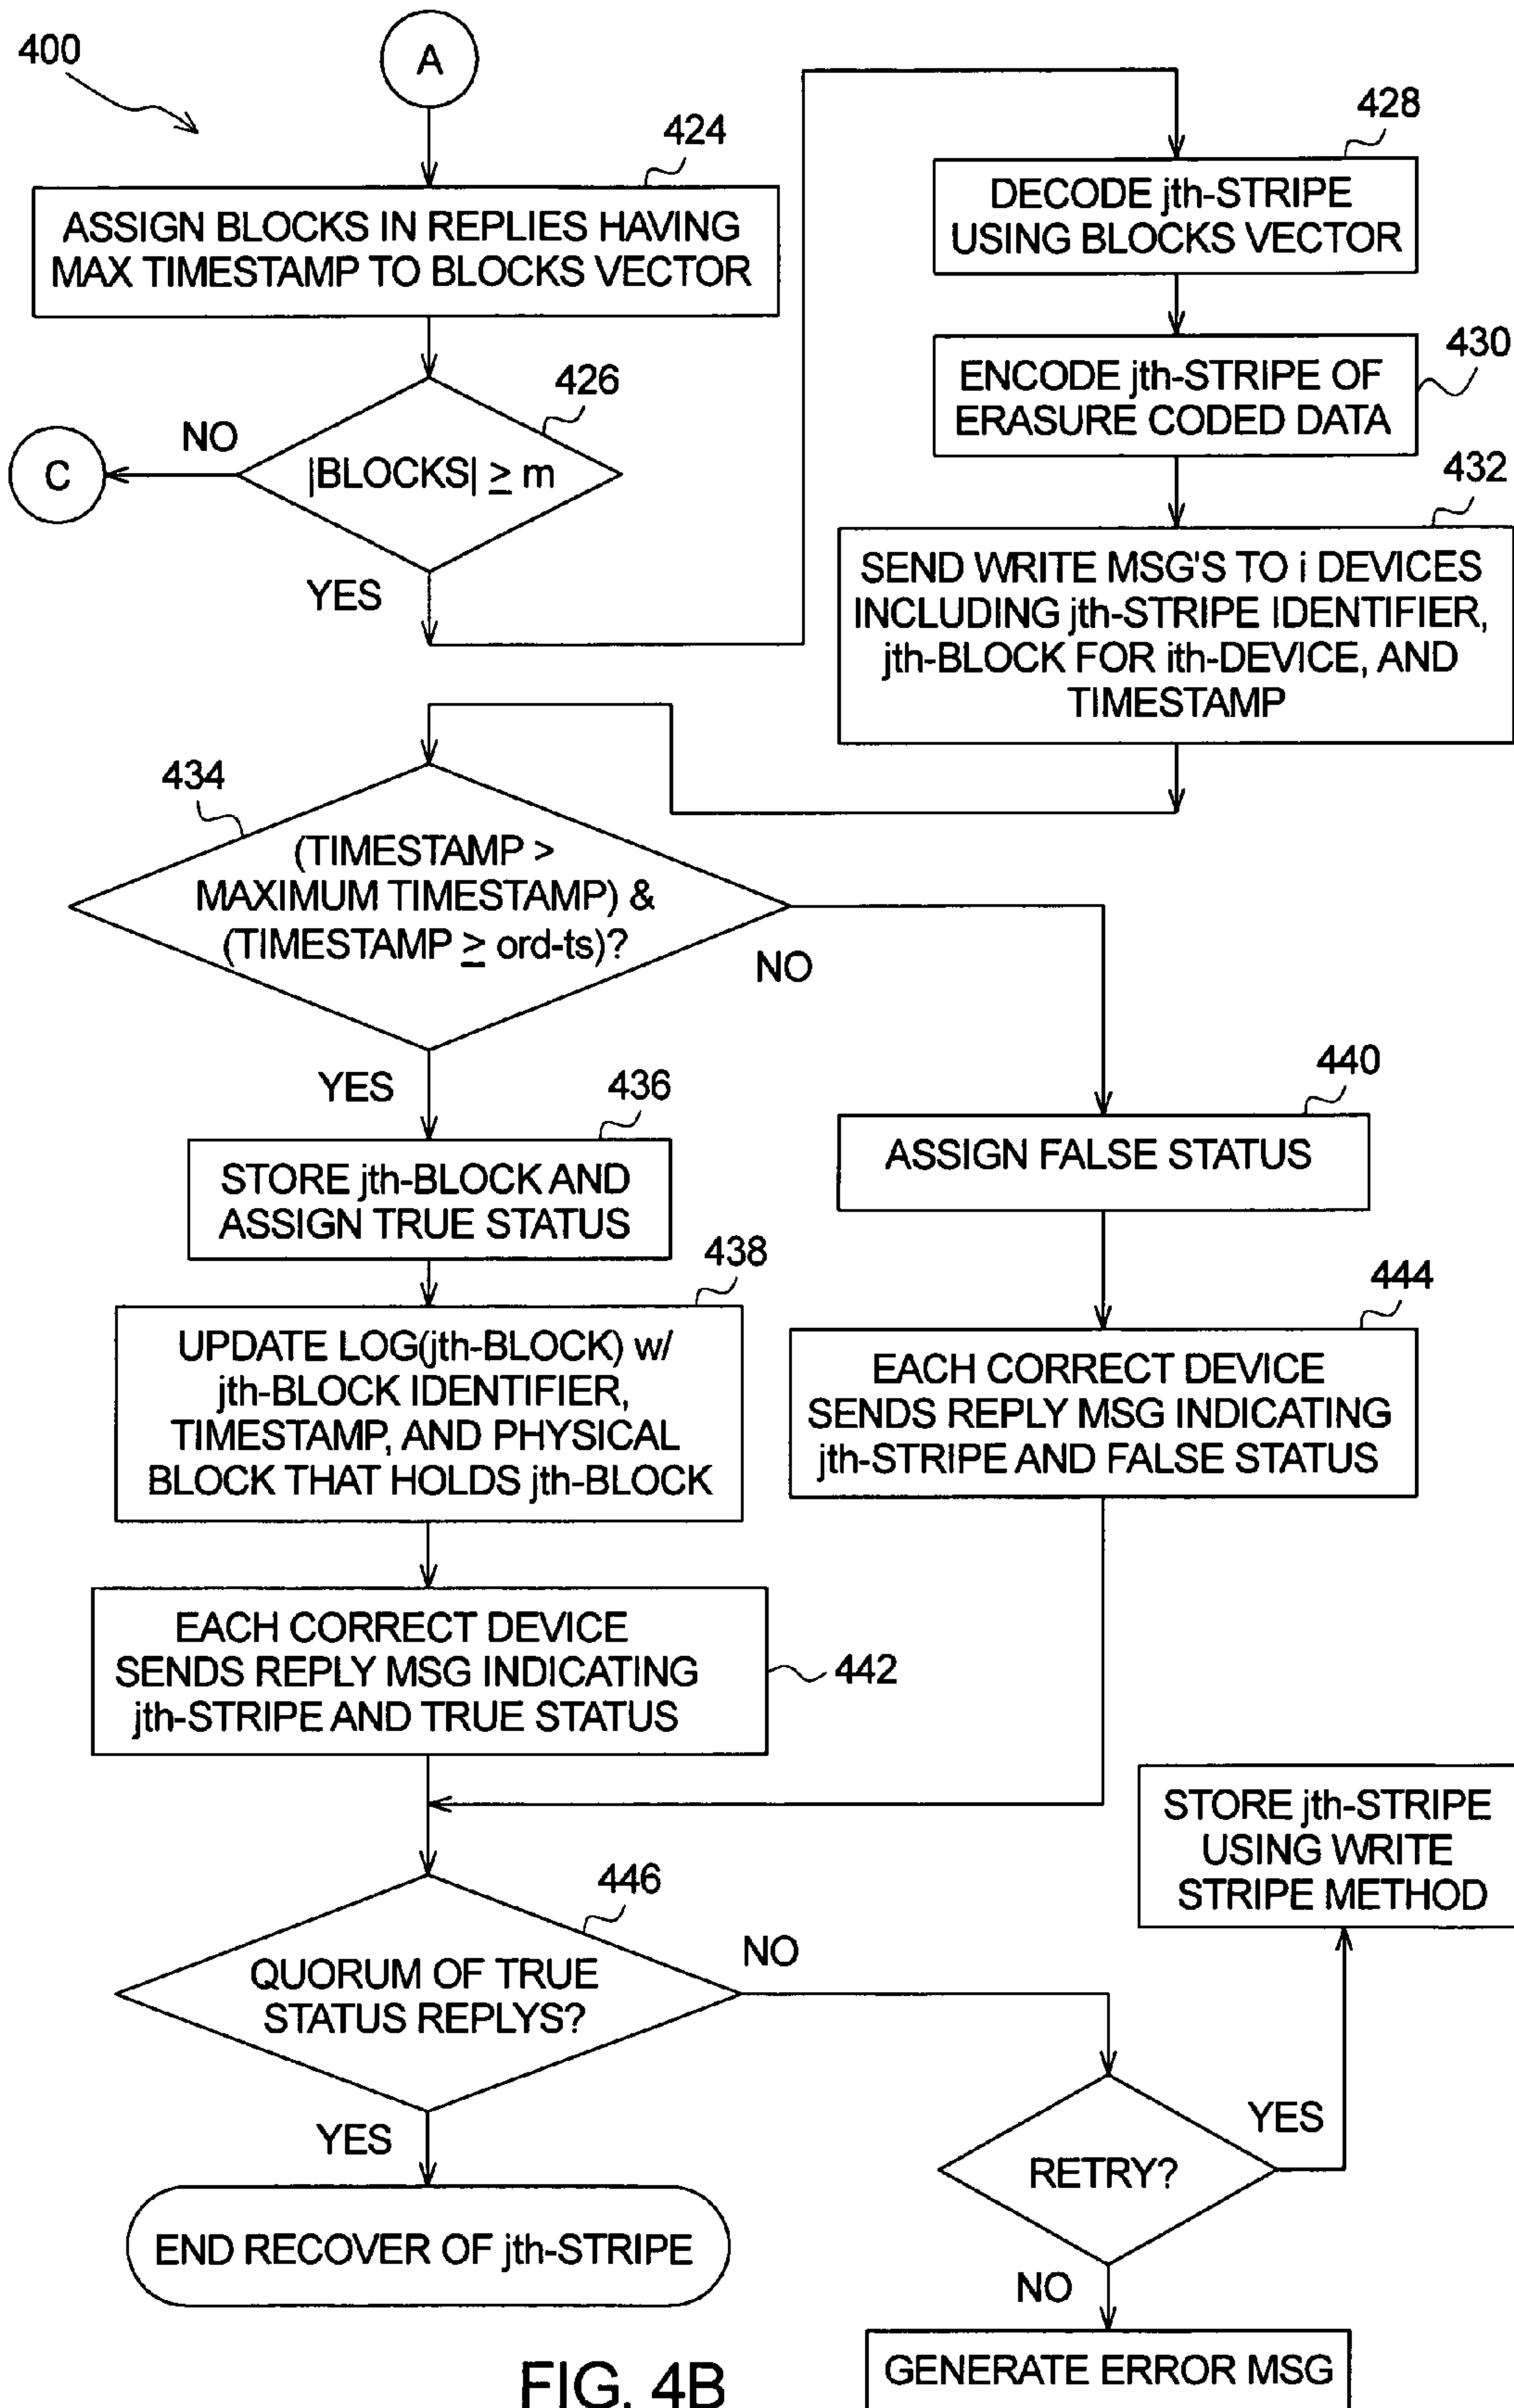 400
A
424
ASSIGN BLOCKS IN REPLIES HAVING
MAX TIMESTAMP TO BLOCKS VECTOR
426
|BLOCKS| ≥ m
NO
C
YES
428
DECODE jth-STRIPE
USING BLOCKS VECTOR
430
ENCODE jth-STRIPE OF
ERASURE CODED DATA
432
SEND WRITE MSG'S TO i DEVICES
INCLUDING jth-STRIPE IDENTIFIER,
jth-BLOCK FOR ith-DEVICE, AND
TIMESTAMP
434
(TIMESTAMP >
MAXIMUM TIMESTAMP) &
(TIMESTAMP ≥ ord-ts)?
NO
YES
436
STORE jth-BLOCK AND
ASSIGN TRUE STATUS
438
UPDATE LOG(jth-BLOCK) w/
jth-BLOCK IDENTIFIER,
TIMESTAMP, AND PHYSICAL
BLOCK THAT HOLDS jth-BLOCK
440
ASSIGN FALSE STATUS
444
EACH CORRECT DEVICE
SENDS REPLY MSG INDICATING
jth-STRIPE AND FALSE STATUS
EACH CORRECT DEVICE
SENDS REPLY MSG INDICATING
jth-STRIPE AND TRUE STATUS
442
446
QUORUM OF TRUE
STATUS REPLYS?
NO
YES
END RECOVER OF jth-STRIPE
STORE jth-STRIPE
USING WRITE
STRIPE METHOD
YES
RETRY?
NO
GENERATE ERROR MSG
FIG. 4B